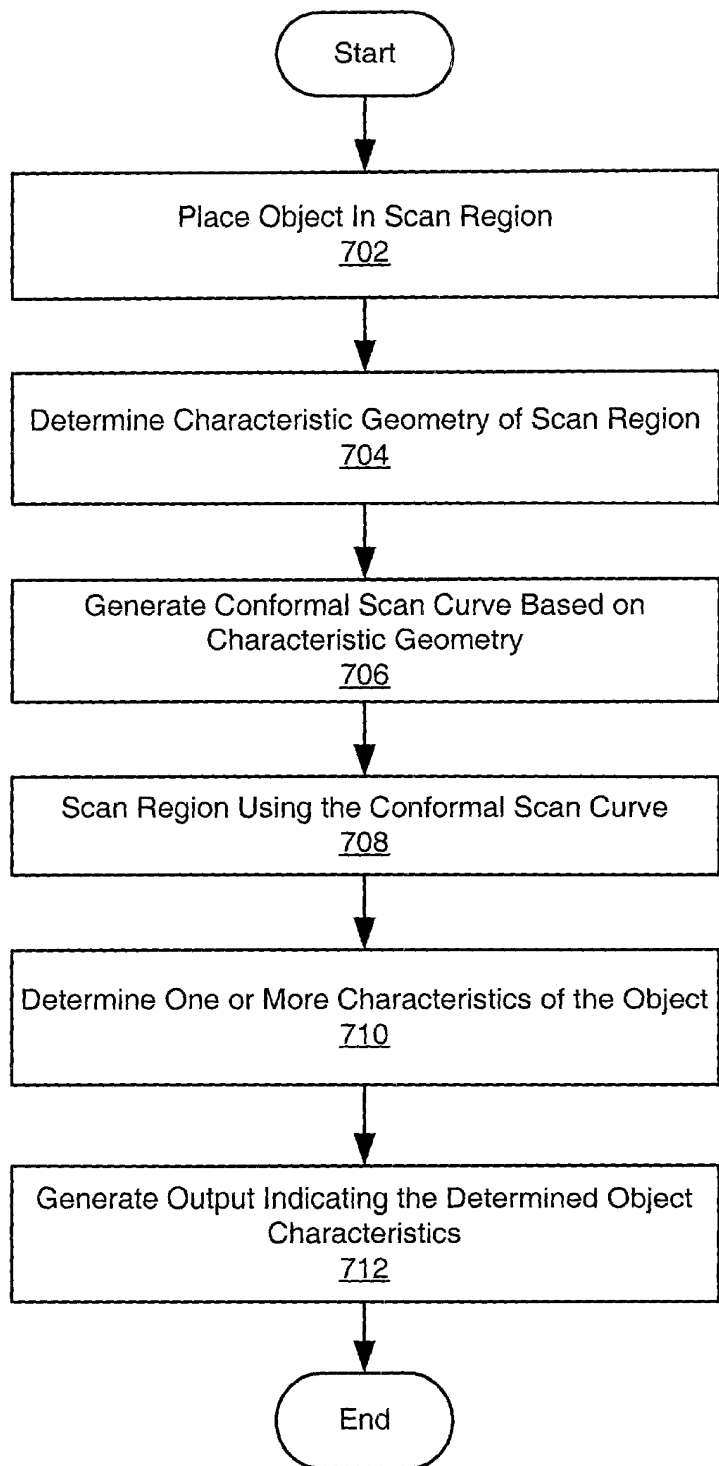 Start
Place Object In Scan Region
702
Determine Characteristic Geometry of Scan Region
704
Generate Conformal Scan Curve Based on
Characteristic Geometry
706
Scan Region Using the Conformal Scan Curve
708
Determine One or More Characteristics of the Object
710
Generate Output Indicating the Determined Object
Characteristics
712
End